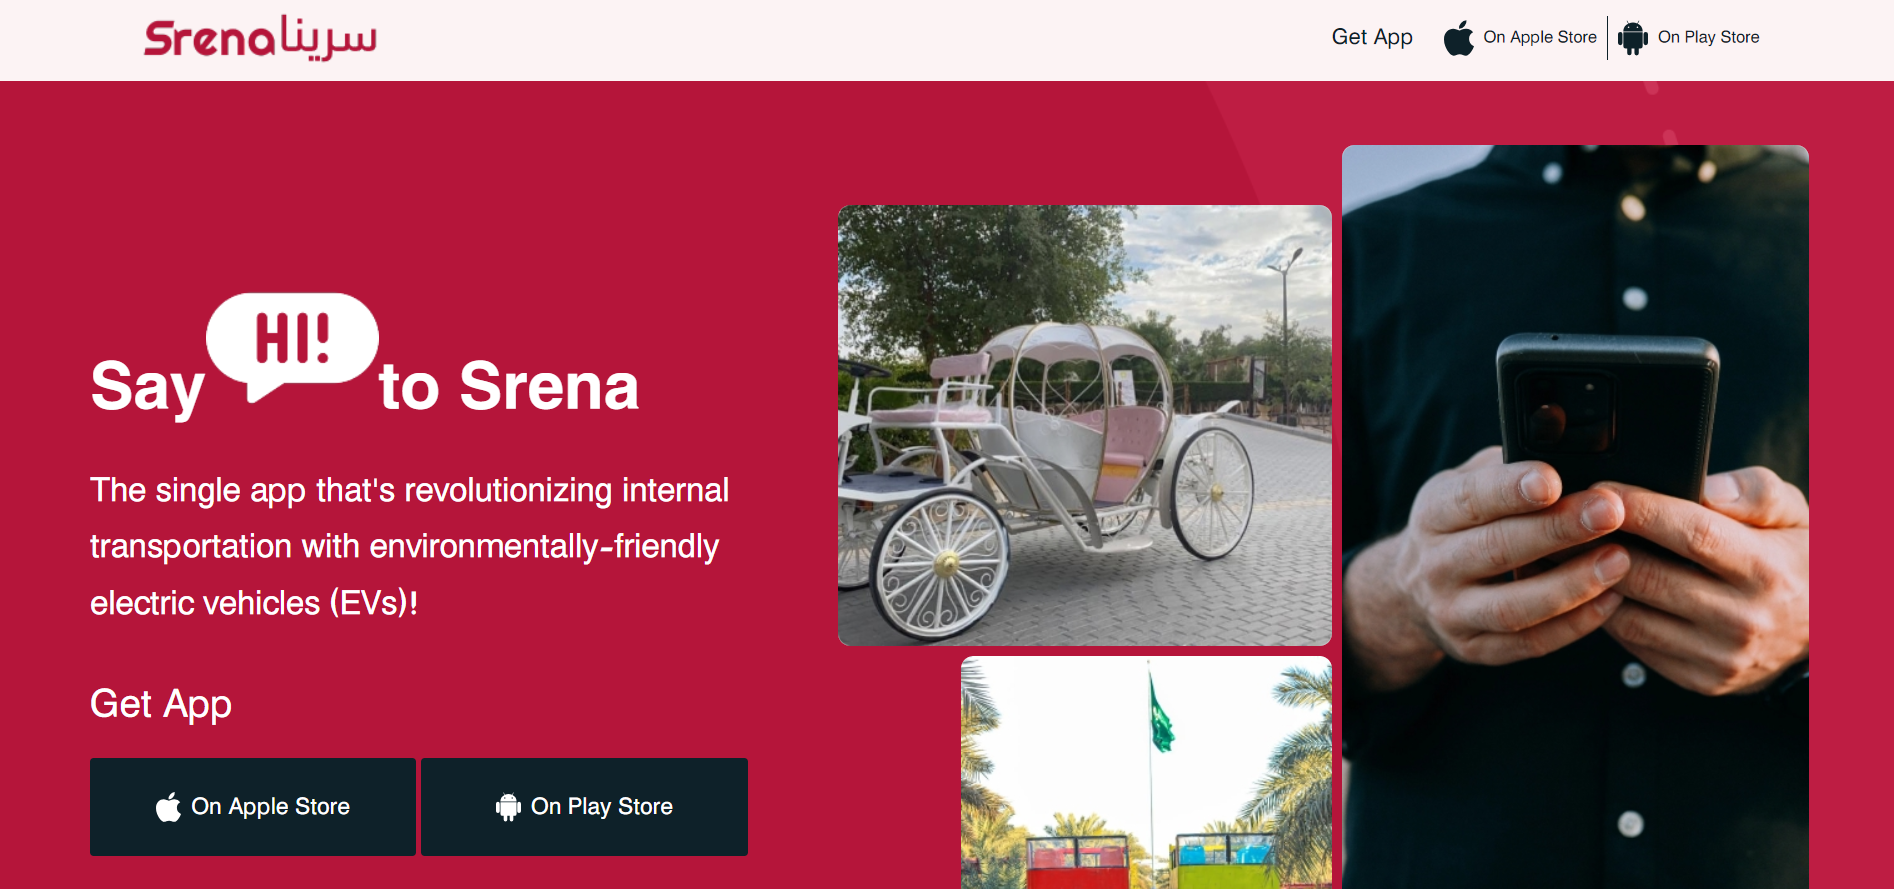 Srena سرينا
Get App
On Apple Store
On Play Store
Say HI! to Srena
The single app that's revolutionizing internal
transportation with environmentally-friendly
electric vehicles (EVs)!
Get App
On Apple Store
On Play Store